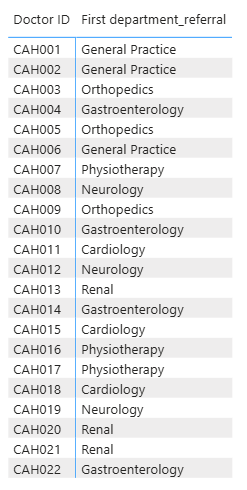 Doctor ID First department_referral
CAH001 General Practice
CAH002 General Practice
CAH003 Orthopedics
CAH004 Gastroenterology
CAH005 Orthopedics
CAH006 General Practice
CAH007 Physiotherapy
CAH008 Neurology
CAH009 Orthopedics
CAH010 Gastroenterology
CAH011 Cardiology
CAH012 Neurology
CAH013 Renal
CAH014 Gastroenterology
CAH015 Cardiology
CAH016 Physiotherapy
CAH017 Physiotherapy
CAH018 Cardiology
CAH019 Neurology
CAH020 Renal
CAH021 Renal
CAH022 Gastroenterology